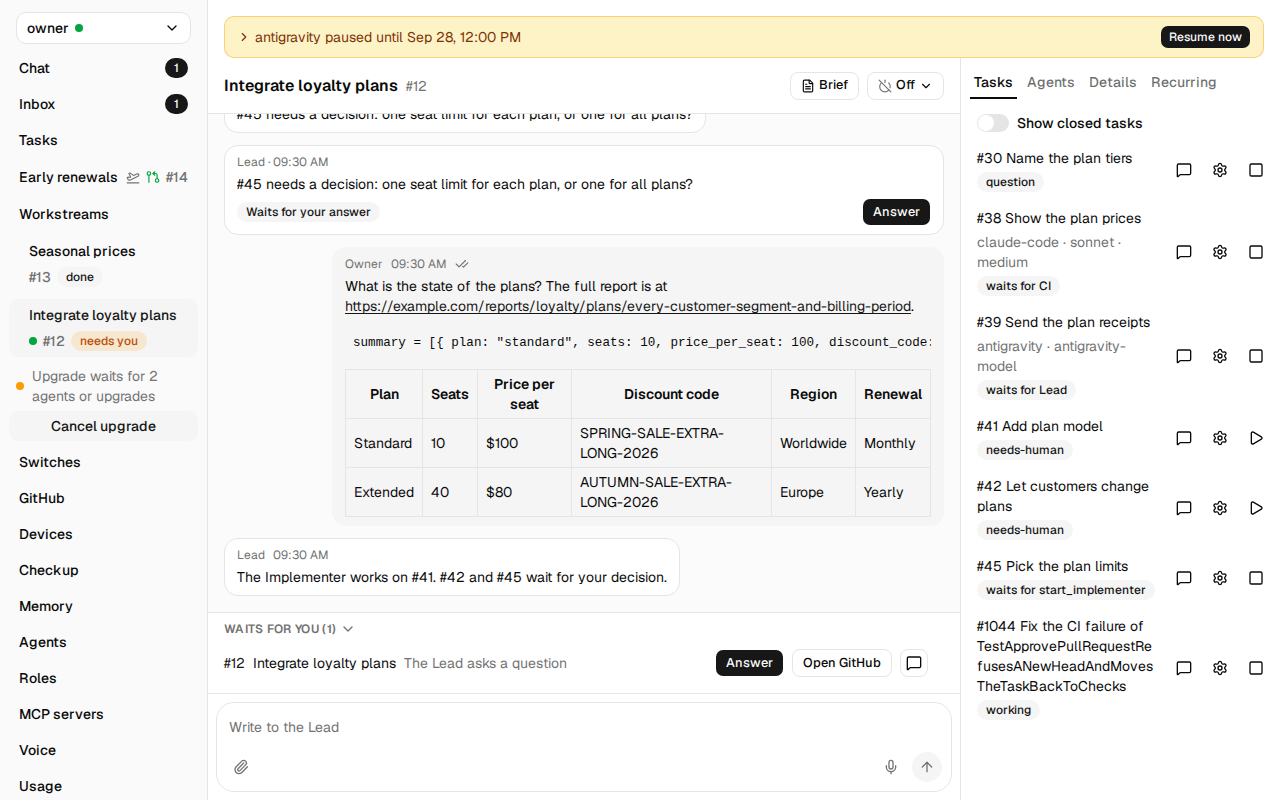 owner
Chat 1
Inbox 1
Tasks
Early renewals #14
Workstreams
Seasonal prices
#13 done
Integrate loyalty plans
#12 needs you
Upgrade waits for 2
agents or upgrades
Cancel upgrade
Switches
GitHub
Devices
Checkup
Memory
Agents
Roles
MCP servers
Voice
Usage
antigravity paused until Sep 28, 12:00 PM
Resume now
Integrate loyalty plans #12
Brief
Off
#45 needs a decision: one seat limit for each plan, or one for all plans?
Lead · 09:30 AM
#45 needs a decision: one seat limit for each plan, or one for all plans?
Waits for your answer
Answer
Owner 09:30 AM
What is the state of the plans? The full report is at
https://example.com/reports/loyalty/plans/every-customer-segment-and-billing-period.
summary = [{ plan: "standard", seats: 10, price_per_seat: 100, discount_code:
Plan Seats Price per seat Discount code Region Renewal
Standard 10 $100 SPRING-SALE-EXTRA-LONG-2026 Worldwide Monthly
Extended 40 $80 AUTUMN-SALE-EXTRA-LONG-2026 Europe Yearly
Lead 09:30 AM
The Implementer works on #41. #42 and #45 wait for your decision.
WAITS FOR YOU (1)
#12 Integrate loyalty plans The Lead asks a question
Answer
Open GitHub
Write to the Lead
Tasks Agents Details Recurring
Show closed tasks
#30 Name the plan tiers
question
#38 Show the plan prices
claude-code · sonnet ·
medium
waits for CI
#39 Send the plan receipts
antigravity · antigravity-
model
waits for Lead
#41 Add plan model
needs-human
#42 Let customers change
plans
needs-human
#45 Pick the plan limits
waits for start_implementer
#1044 Fix the CI failure of
TestApprovePullRequestRe
fusesANewHeadAndMoves
TheTaskBackToChecks
working